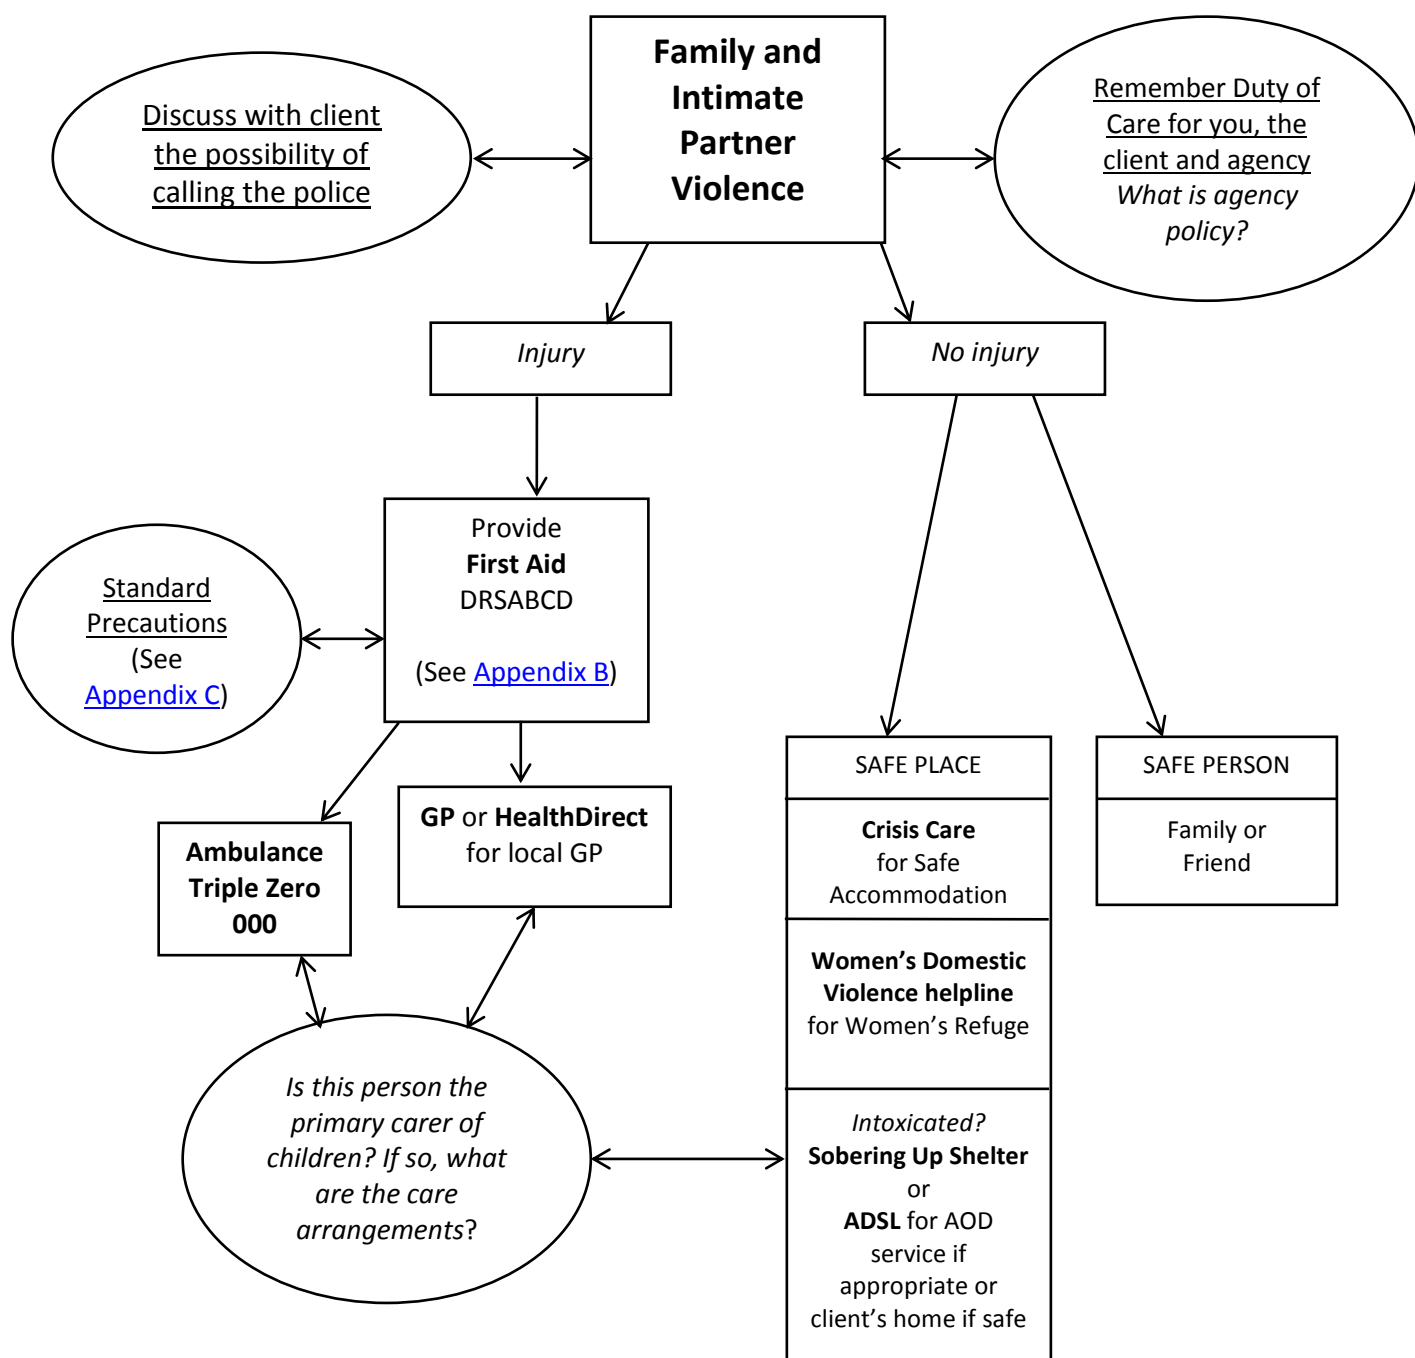 Family and
Intimate
Partner
Violence
Discuss with client
the possibility of
calling the police
Remember Duty of
Care for you, the
client and agency
What is agency
policy?
Injury
No injury
Provide
First Aid
DRSABCD
(See Appendix B)
Standard
Precautions
(See
Appendix C)
Ambulance
Triple Zero
000
GP or HealthDirect
for local GP
Is this person the
primary carer of
children? If so, what
are the care
arrangements?
SAFE PLACE
Crisis Care
for Safe
Accommodation
Women’s Domestic
Violence helpline
for Women’s Refuge
Intoxicated?
Sobering Up Shelter
or
ADSL for AOD
service if
appropriate or
client’s home if safe
SAFE PERSON
Family or
Friend